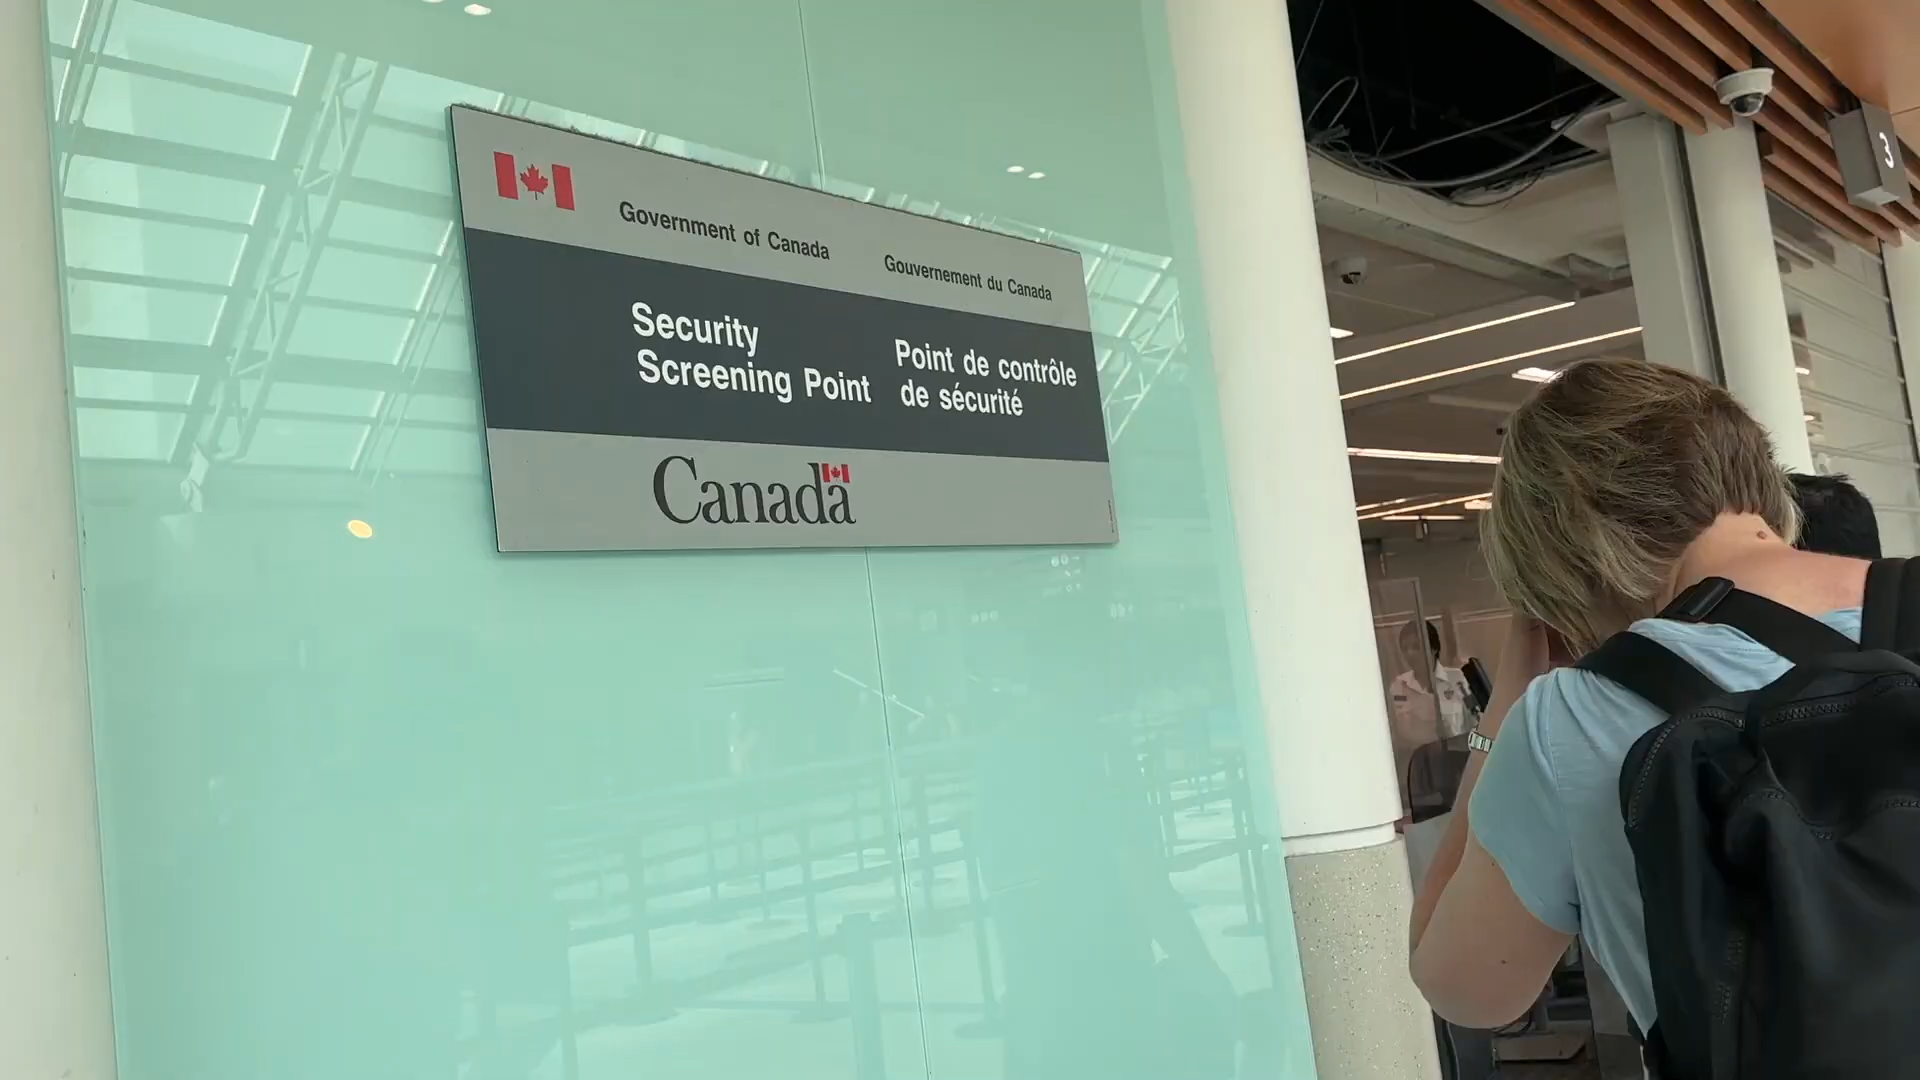 Government of Canada
Gouvernement du Canada
Security
Screening Point
Point de contrôle
de sécurité
Canada
3